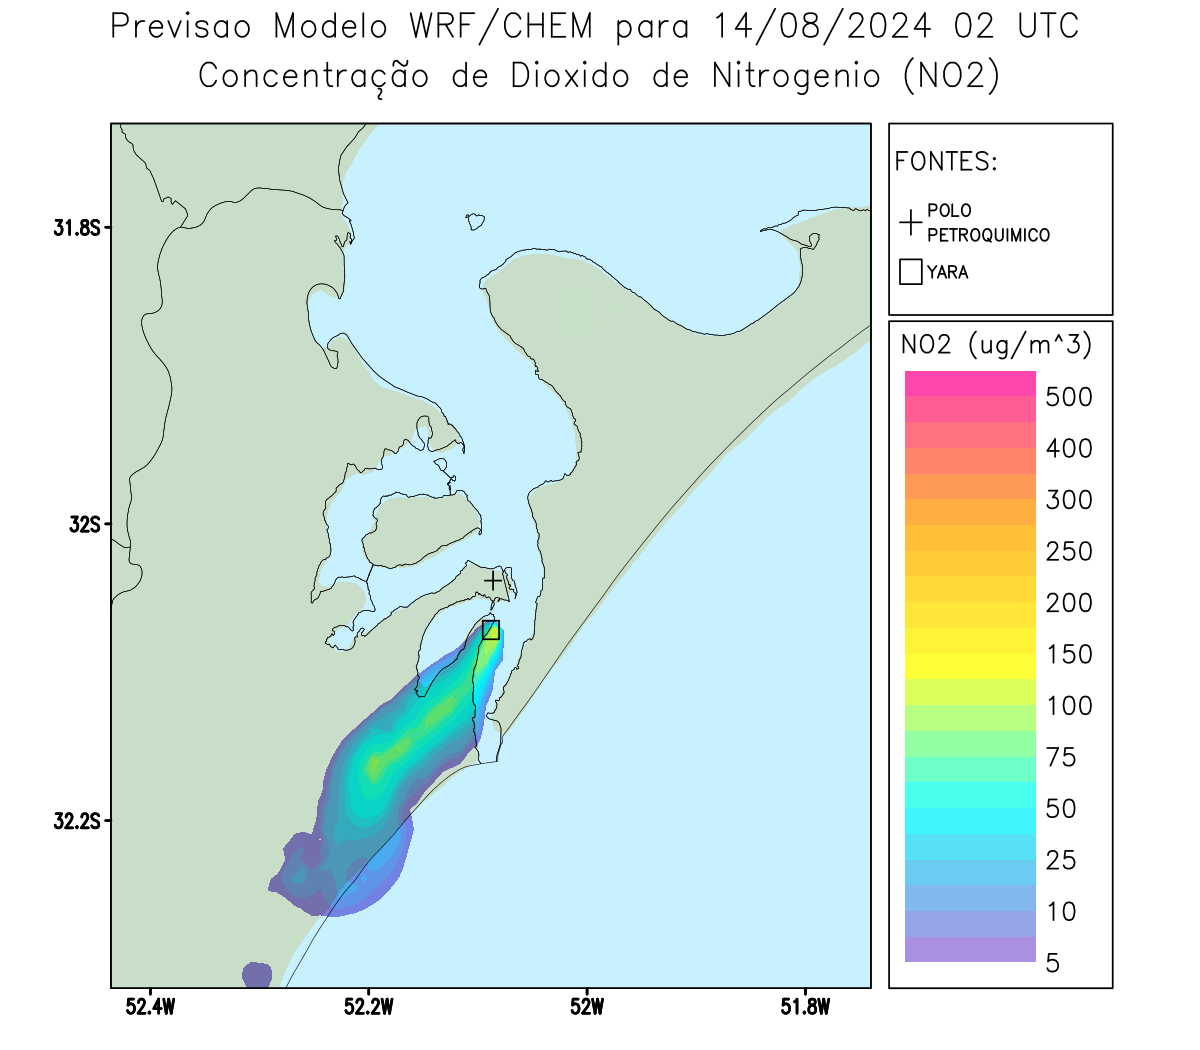 Previsao Modelo WRF/CHEM para 14/08/2024 02 UTC
Concentração de Dioxido de Nitrogenio (NO2)
FONTES:
POLO
PETROQUIMICO
YARA
NO2 (ug/m^3)
500
400
300
250
200
150
100
75
50
25
10
5
31.8S
32S
32.2S
52.4W
52.2W
52W
51.8W